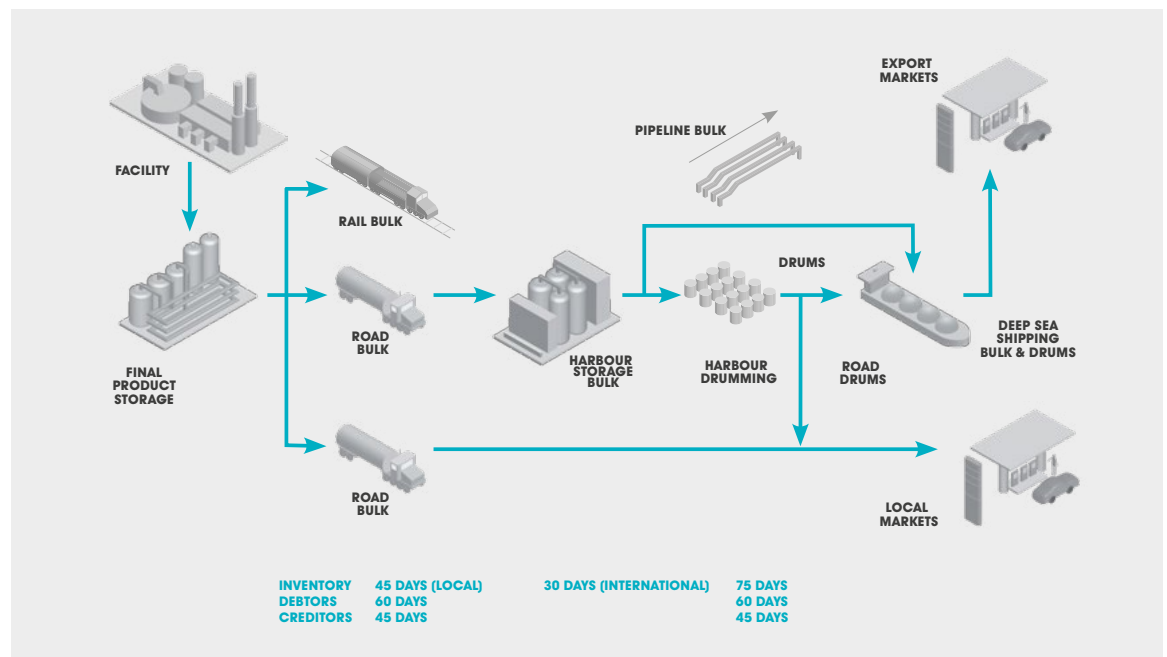 EXPORT
MARKETS
PIPELINE BULK
FACILITY
RAIL BULK
DRUMS
ROAD
BULK
HARBOUR
STORAGE
BULK
HARBOUR
DRUMMING
ROAD
DRUMS
DEEP SEA
SHIPPING
BULK & DRUMS
FINAL
PRODUCT
STORAGE
ROAD
BULK
LOCAL
MARKETS
INVENTORY 45 DAYS (LOCAL) 30 DAYS (INTERNATIONAL) 75 DAYS
DEBTORS 60 DAYS 60 DAYS
CREDITORS 45 DAYS 45 DAYS